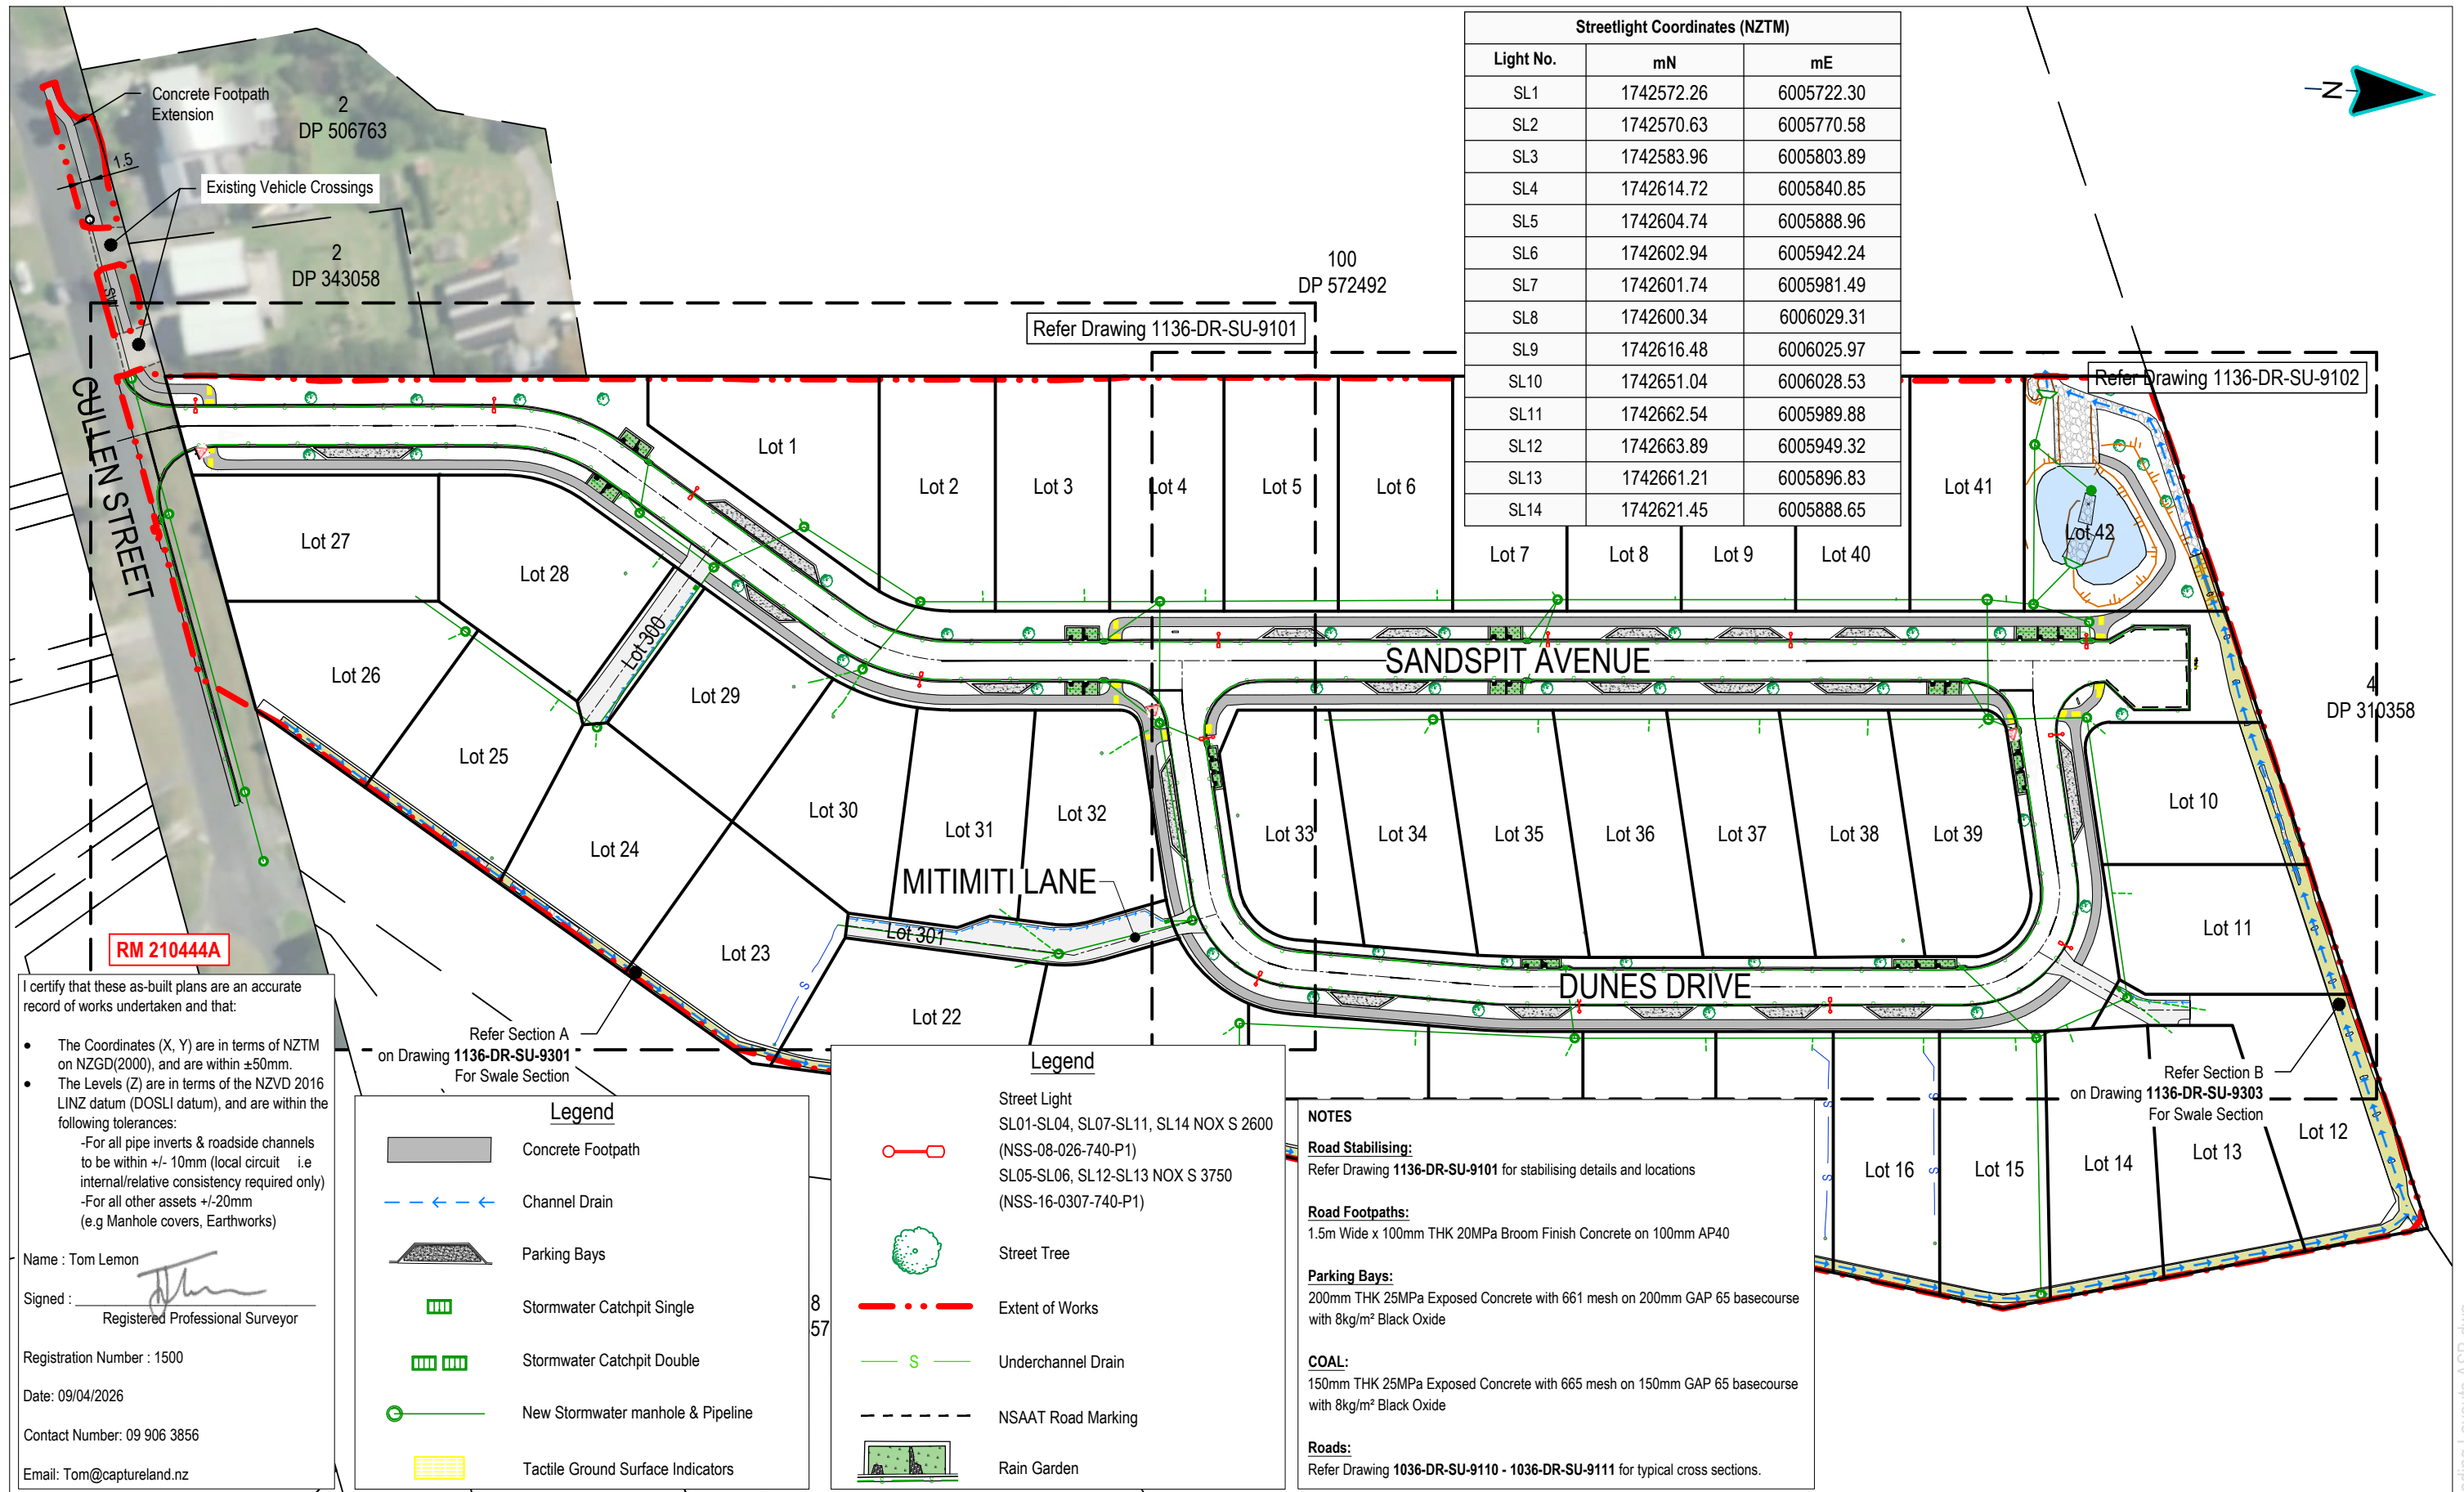 Streetlight Coordinates (NZTM)
Light No. mN mE
SL1 1742572.26 6005722.30
SL2 1742570.63 6005770.58
SL3 1742583.96 6005803.89
SL4 1742614.72 6005840.85
SL5 1742604.74 6005888.96
SL6 1742602.94 6005942.24
SL7 1742601.74 6005981.49
SL8 1742600.34 6006029.31
SL9 1742616.48 6006025.97
SL10 1742651.04 6006028.53
SL11 1742662.54 6005989.88
SL12 1742663.89 6005949.32
SL13 1742661.21 6005896.83
SL14 1742621.45 6005888.65
N
Concrete Footpath
Extension
2
DP 506763
1.5
Existing Vehicle Crossings
2
DP 343058
SW
100
DP 572492
Refer Drawing 1136-DR-SU-9101
Refer Drawing 1136-DR-SU-9102
CULLEN STREET
Lot 1
Lot 2
Lot 3
Lot 4
Lot 5
Lot 6
Lot 7
Lot 8
Lot 9
Lot 40
Lot 41
Lot 42
Lot 27
Lot 28
Lot 300
Lot 26
Lot 29
Lot 25
SANDSPIT AVENUE
4
DP 310358
Lot 24
Lot 30
Lot 31
Lot 32
Lot 33
Lot 34
Lot 35
Lot 36
Lot 37
Lot 38
Lot 39
Lot 10
MITIMITI LANE
Lot 301
Lot 23
Lot 22
S
Lot 11
DUNES DRIVE
Refer Section A
on Drawing 1136-DR-SU-9301
For Swale Section
Refer Section B
on Drawing 1136-DR-SU-9303
For Swale Section
S
S
S
S
Lot 16
Lot 15
Lot 14
Lot 13
Lot 12
8
57
RM 210444A
I certify that these as-built plans are an accurate
record of works undertaken and that:
• The Coordinates (X, Y) are in terms of NZTM
on NZGD(2000), and are within ±50mm.
• The Levels (Z) are in terms of the NZVD 2016
LINZ datum (DOSLI datum), and are within the
following tolerances:
-For all pipe inverts & roadside channels
to be within +/- 10mm (local circuit i.e
internal/relative consistency required only)
-For all other assets +/-20mm
(e.g Manhole covers, Earthworks)
Name : Tom Lemon
Signed :
Registered Professional Surveyor
Registration Number : 1500
Date: 09/04/2026
Contact Number: 09 906 3856
Email: Tom@captureland.nz
Legend
Concrete Footpath
Channel Drain
Parking Bays
Stormwater Catchpit Single
Stormwater Catchpit Double
New Stormwater manhole & Pipeline
Tactile Ground Surface Indicators
Legend
Street Light
SL01-SL04, SL07-SL11, SL14 NOX S 2600
(NSS-08-026-740-P1)
SL05-SL06, SL12-SL13 NOX S 3750
(NSS-16-0307-740-P1)
Street Tree
Extent of Works
S Underchannel Drain
NSAAT Road Marking
Rain Garden
NOTES
Road Stabilising:
Refer Drawing 1136-DR-SU-9101 for stabilising details and locations
Road Footpaths:
1.5m Wide x 100mm THK 20MPa Broom Finish Concrete on 100mm AP40
Parking Bays:
200mm THK 25MPa Exposed Concrete with 661 mesh on 200mm GAP 65 basecourse
with 8kg/m² Black Oxide
COAL:
150mm THK 25MPa Exposed Concrete with 665 mesh on 150mm GAP 65 basecourse
with 8kg/m² Black Oxide
Roads:
Refer Drawing 1036-DR-SU-9110 - 1036-DR-SU-9111 for typical cross sections.